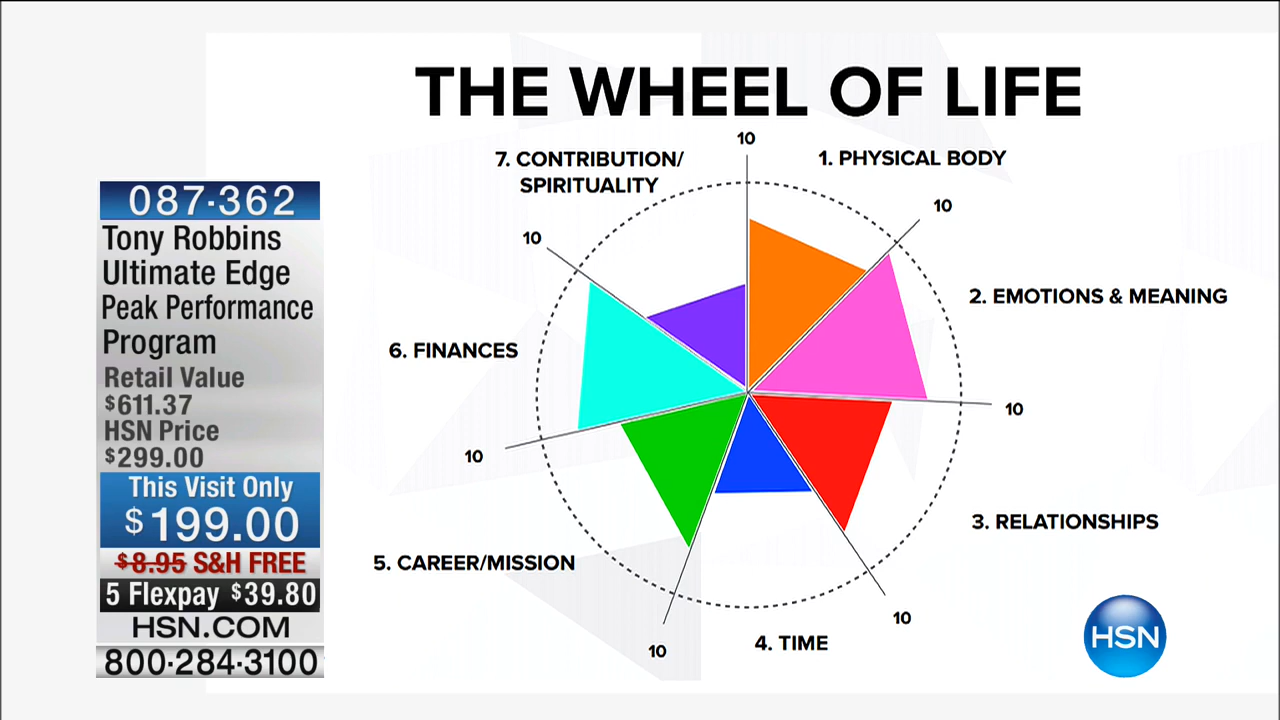 THE WHEEL OF LIFE
10
7. CONTRIBUTION/
SPIRITUALITY
1. PHYSICAL BODY
10
10
2. EMOTIONS & MEANING
6. FINANCES
10
10
3. RELATIONSHIPS
5. CAREER/MISSION
10
4. TIME
10
087-362
Tony Robbins
Ultimate Edge
Peak Performance
Program
Retail Value
$611.37
HSN Price
$299.00
This Visit Only
$199.00
$8.95 S&H FREE
5 Flexpay $39.80
HSN.COM
800-284-3100
HSN